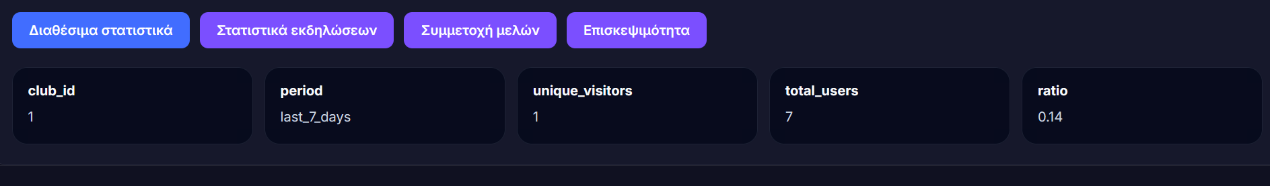 Διαθέσιμα στατιστικά Στατιστικά εκδηλώσεων Συμμετοχή μελών Επισκεψιμότητα
club_id period unique_visitors total_users ratio
1 last_7_days 1 7 0.14